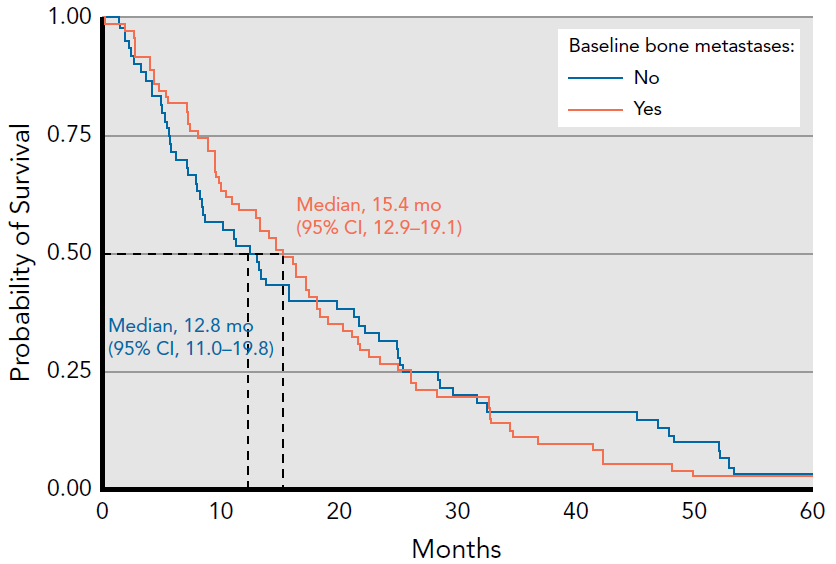 1.00
0.75
0.50
0.25
0.00
Probability of Survival
Baseline bone metastases:
No
Yes
Median, 15.4 mo
(95% CI, 12.9–19.1)
Median, 12.8 mo
(95% CI, 11.0–19.8)
0 10 20 30 40 50 60
Months